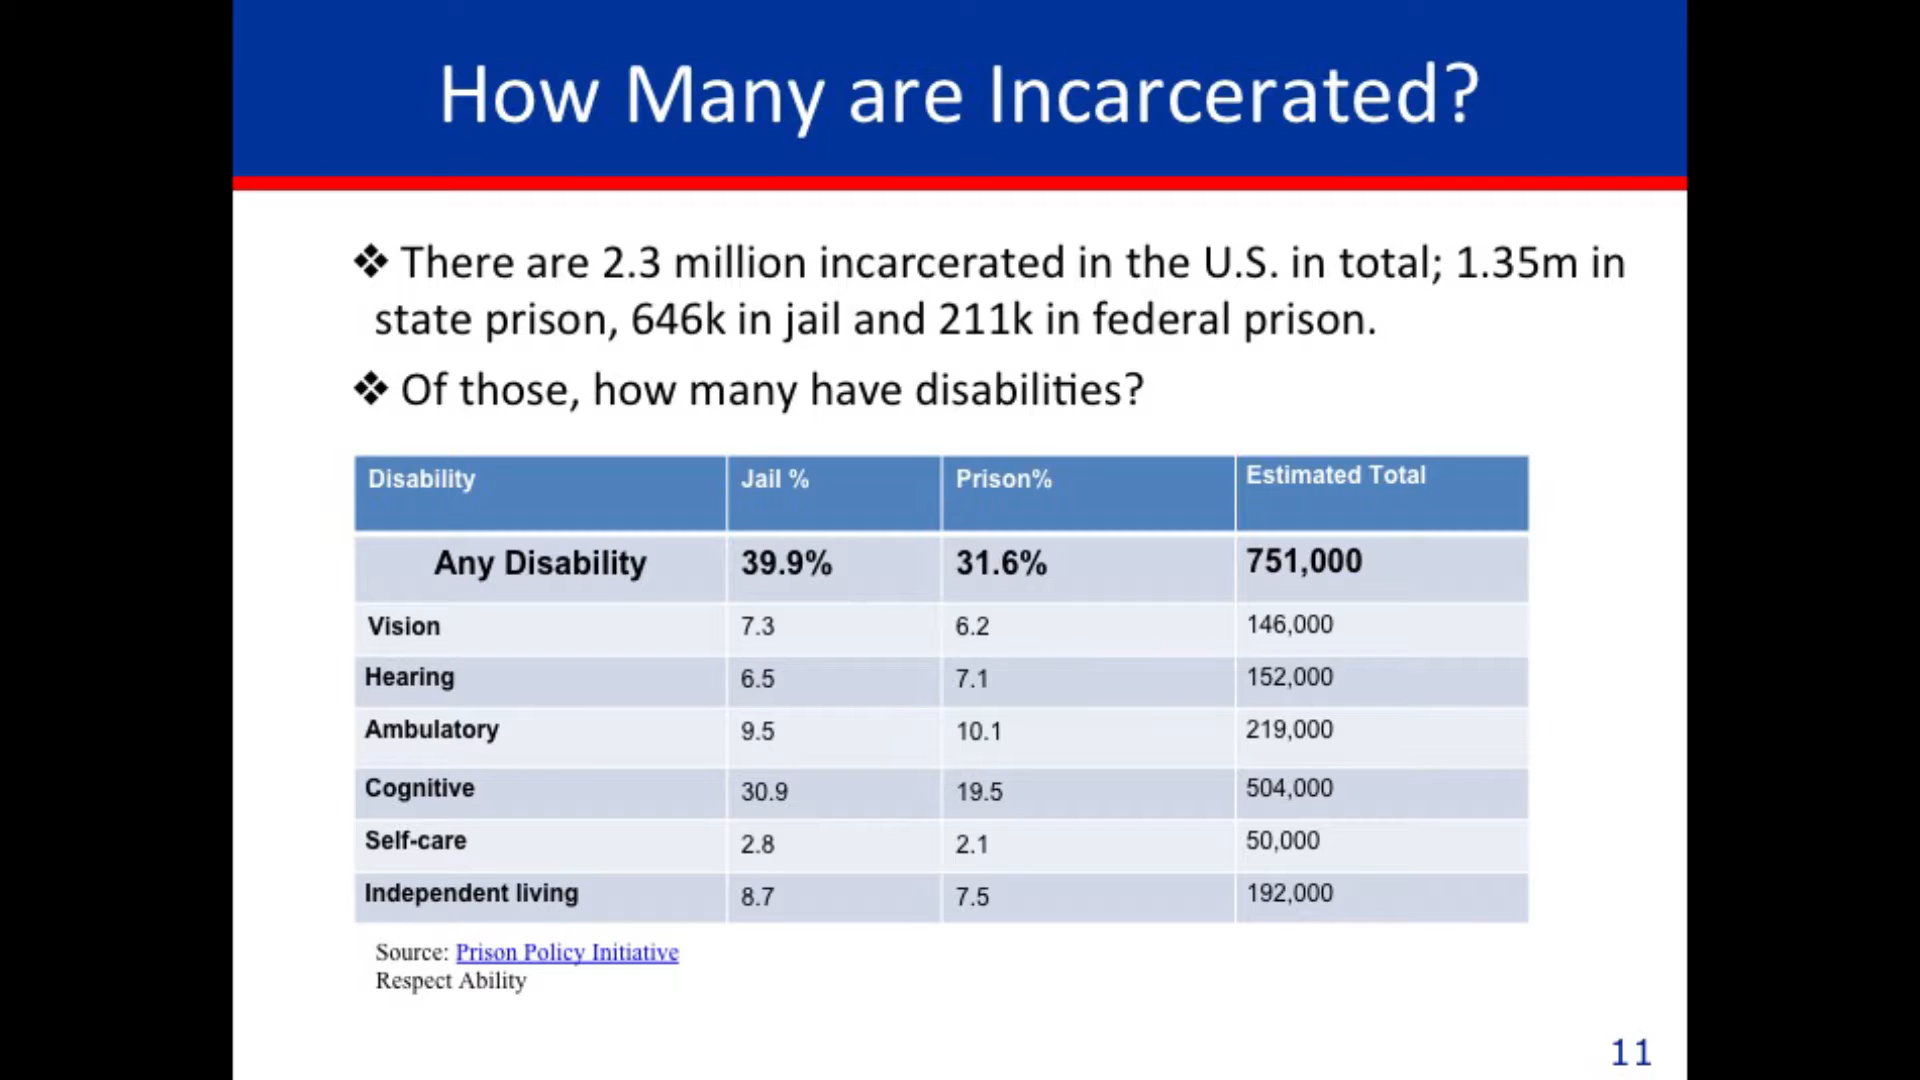 How Many are Incarcerated?
❖ There are 2.3 million incarcerated in the U.S. in total; 1.35m in
state prison, 646k in jail and 211k in federal prison.
❖ Of those, how many have disabilities?
Disability Jail % Prison% Estimated Total
Any Disability 39.9% 31.6% 751,000
Vision 7.3 6.2 146,000
Hearing 6.5 7.1 152,000
Ambulatory 9.5 10.1 219,000
Cognitive 30.9 19.5 504,000
Self-care 2.8 2.1 50,000
Independent living 8.7 7.5 192,000
Source: Prison Policy Initiative
Respect Ability
11